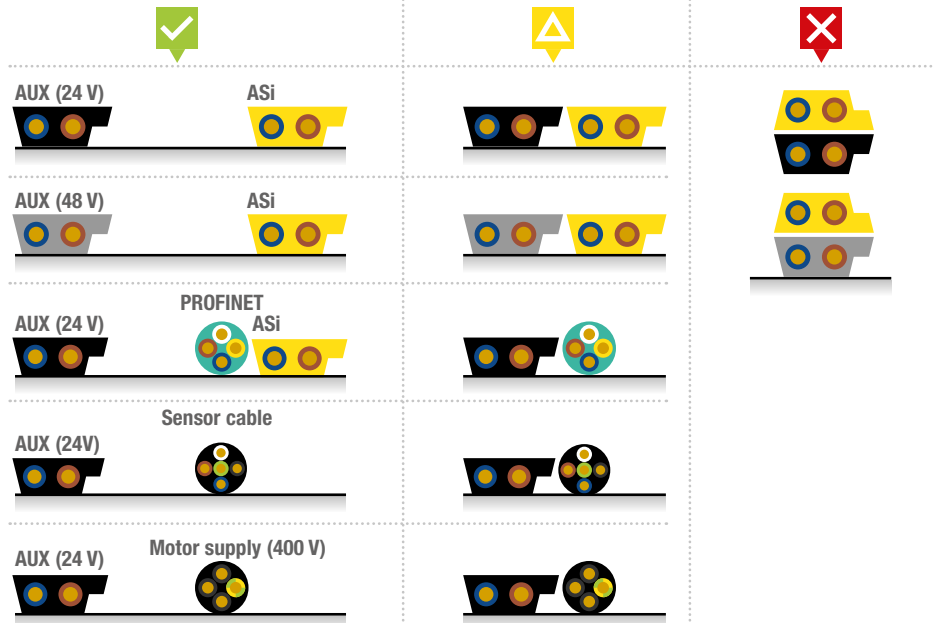 AUX (24 V) ASi
AUX (48 V) ASi
PROFINET
AUX (24 V) ASi
Sensor cable
AUX (24V)
Motor supply (400 V)
AUX (24 V)